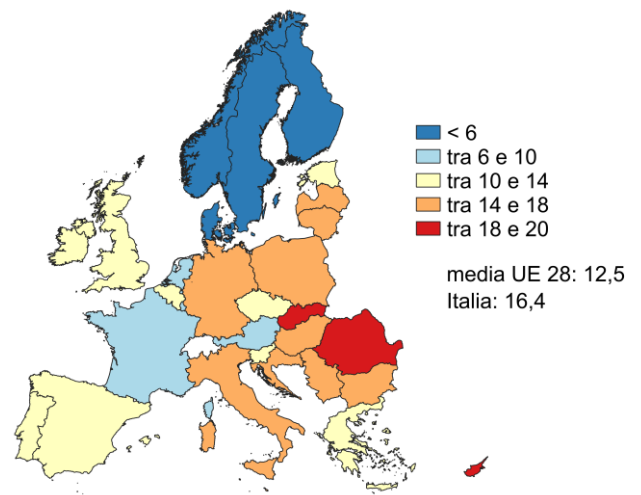 < 6
tra 6 e 10
tra 10 e 14
tra 14 e 18
tra 18 e 20
media UE 28: 12,5
Italia: 16,4